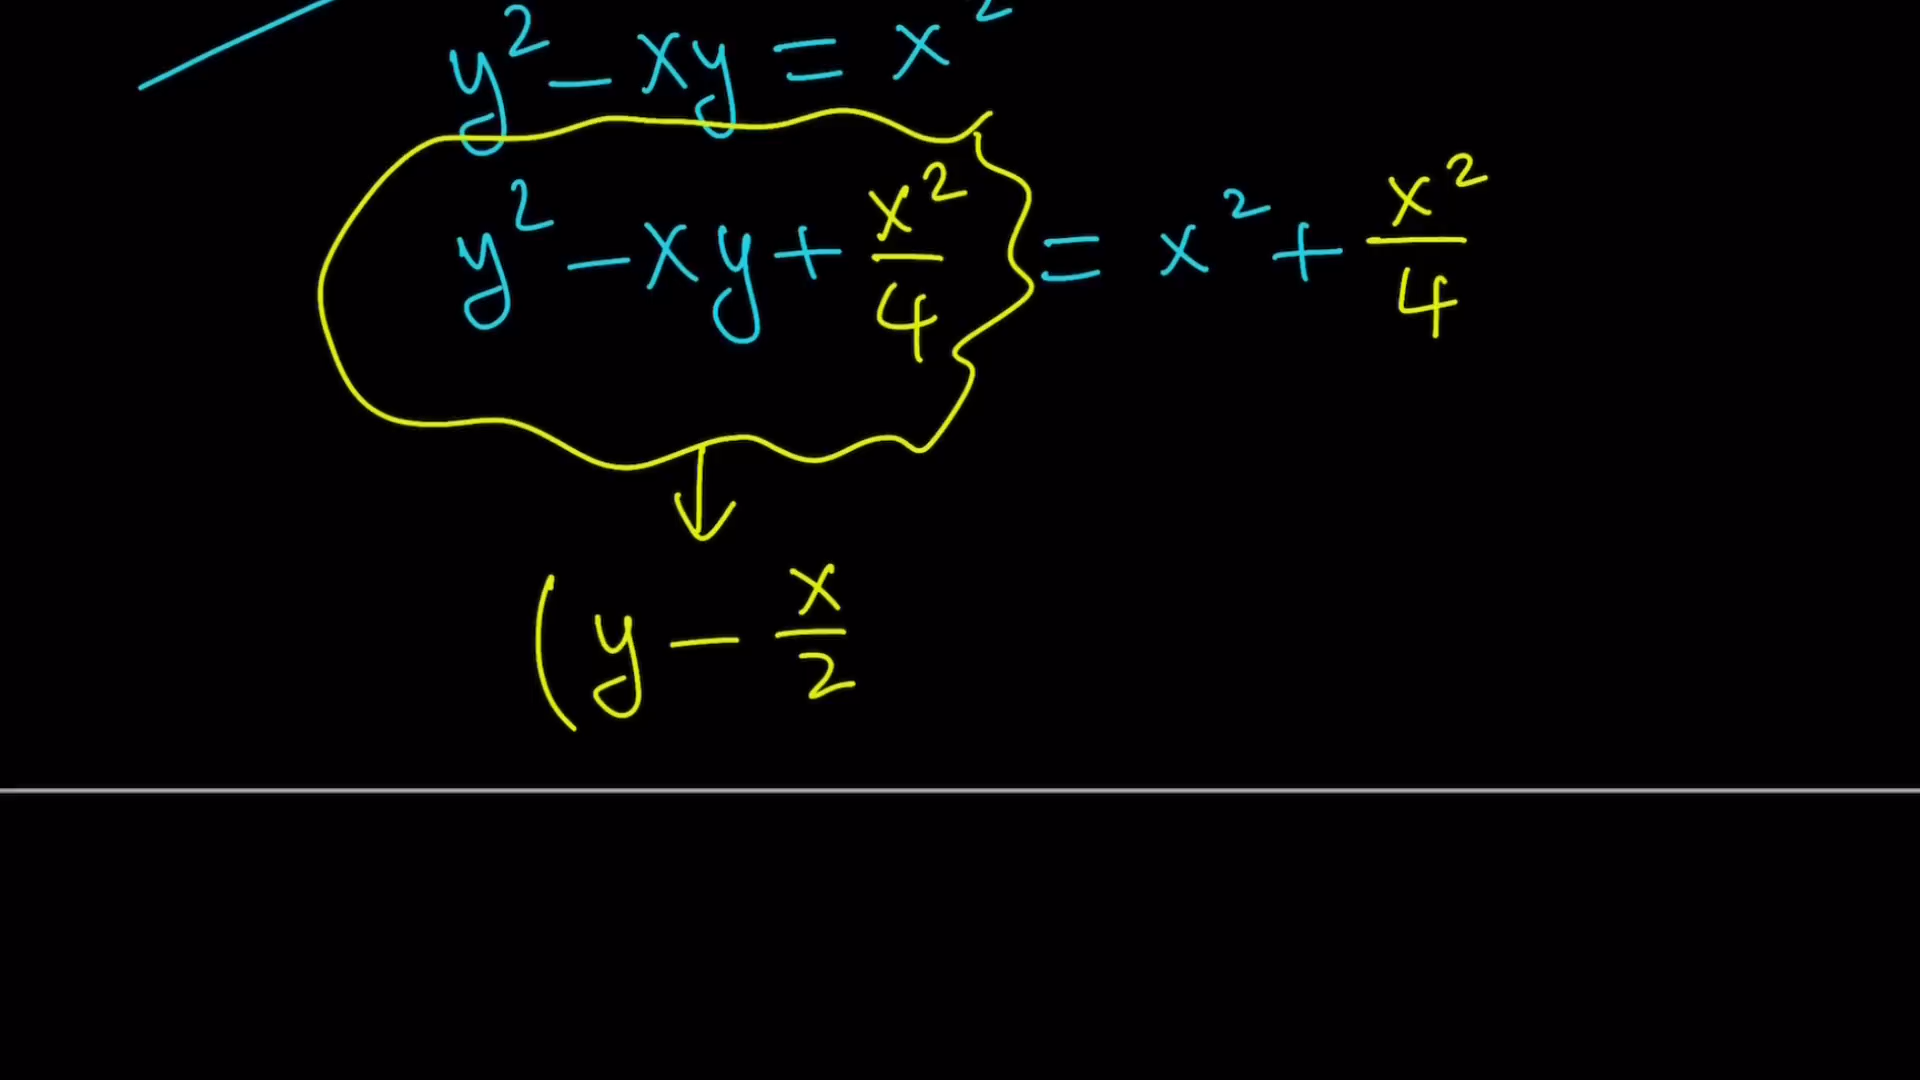 y² - xy = x²
y² - xy + x²/4 = x² + x²/4
(y - x/2